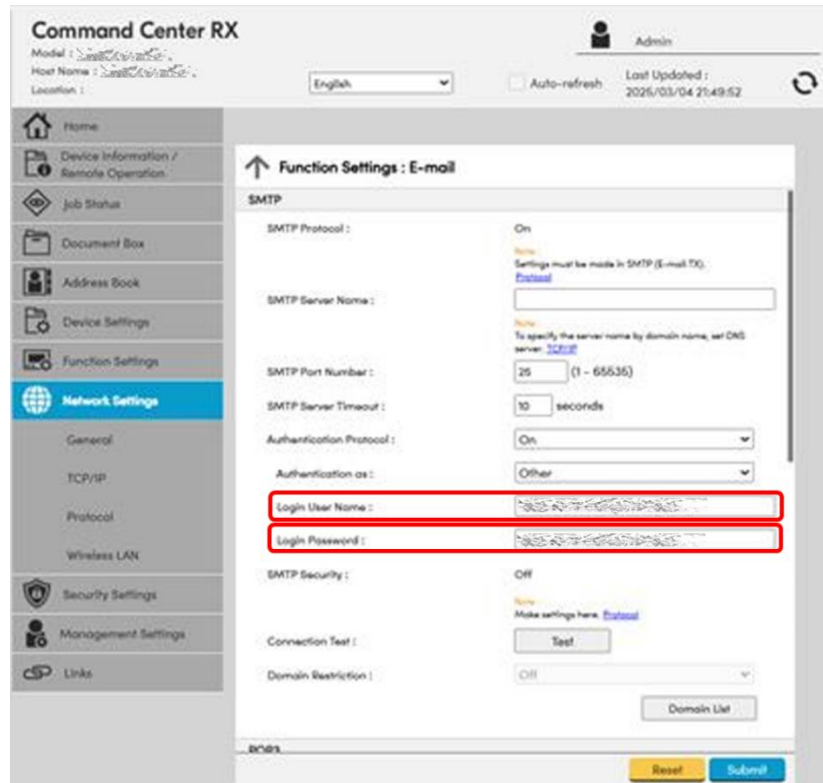 Command Center RX
Model :
Host Name :
Location :
English
Auto-refresh
Admin
Last Updated :
2025/03/04 21:49:52
Home
Device Information /
Remote Operation
Job Status
Document Box
Address Book
Device Settings
Function Settings
Network Settings
General
TCP/IP
Protocol
Wireless LAN
Security Settings
Management Settings
Links
Function Settings : E-mail
SMTP
SMTP Protocol : On
Note :
Settings must be made in SMTP (E-mail TX).
Protocol
SMTP Server Name :
Note :
To specify the server name by domain name, set DNS
server. TCP/IP
SMTP Port Number : 25 (1 - 65535)
SMTP Server Timeout : 10 seconds
Authentication Protocol : On
Authentication as : Other
Login User Name :
Login Password :
SMTP Security : Off
Note :
Make settings here. Protocol
Connection Test : Test
Domain Restriction : Off
Domain List
POP3
Reset Submit